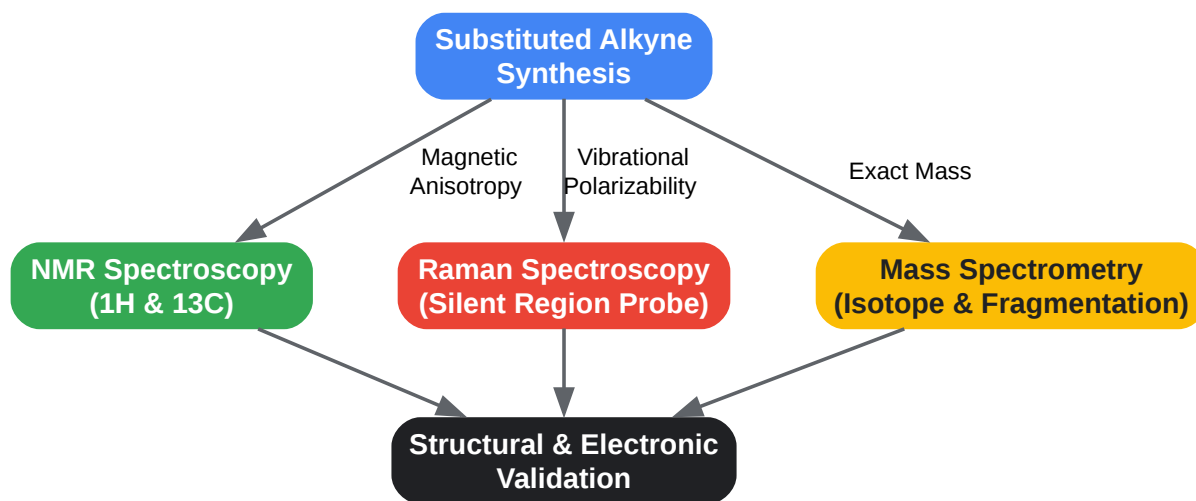 Substituted Alkyne
Synthesis
Magnetic
Anisotropy
Vibrational
Polarizability
Exact Mass
NMR Spectroscopy
(1H & 13C)
Raman Spectroscopy
(Silent Region Probe)
Mass Spectrometry
(Isotope & Fragmentation)
Structural & Electronic
Validation